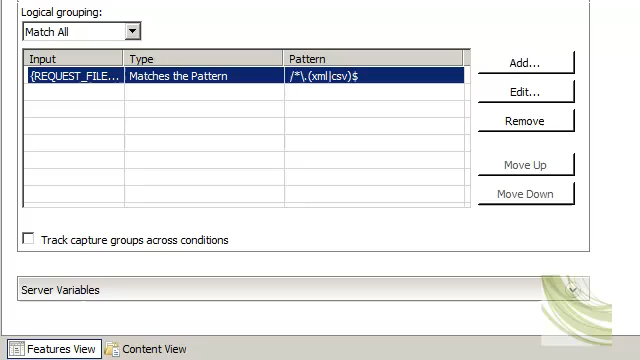 Logical grouping:
Match All
Input Type Pattern
{REQUEST_FILE... Matches the Pattern /*\.(xml|csv)$
Add...
Edit...
Remove
Move Up
Move Down
Track capture groups across conditions
Server Variables
Features View Content View